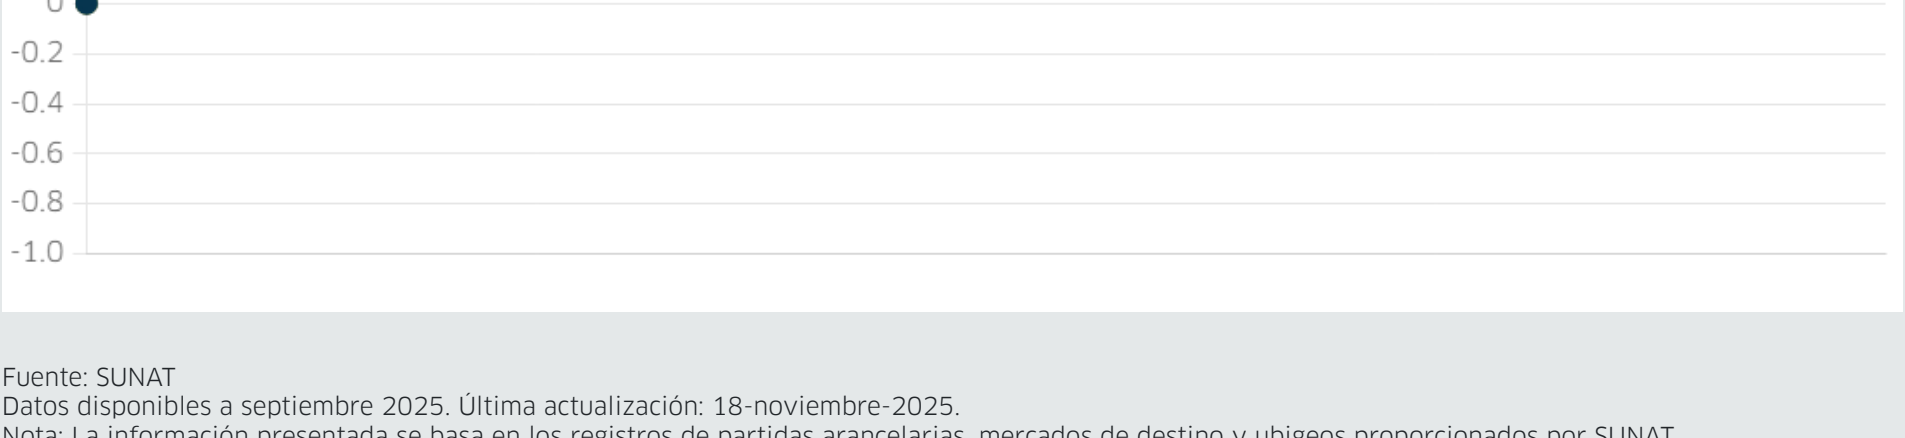 0
-0.2
-0.4
-0.6
-0.8
-1.0
Fuente: SUNAT
Datos disponibles a septiembre 2025. Última actualización: 18-noviembre-2025.
Nota: La información presentada se basa en los registros de partidas arancelarias, mercados de destino y ubigeos proporcionados por SUNAT